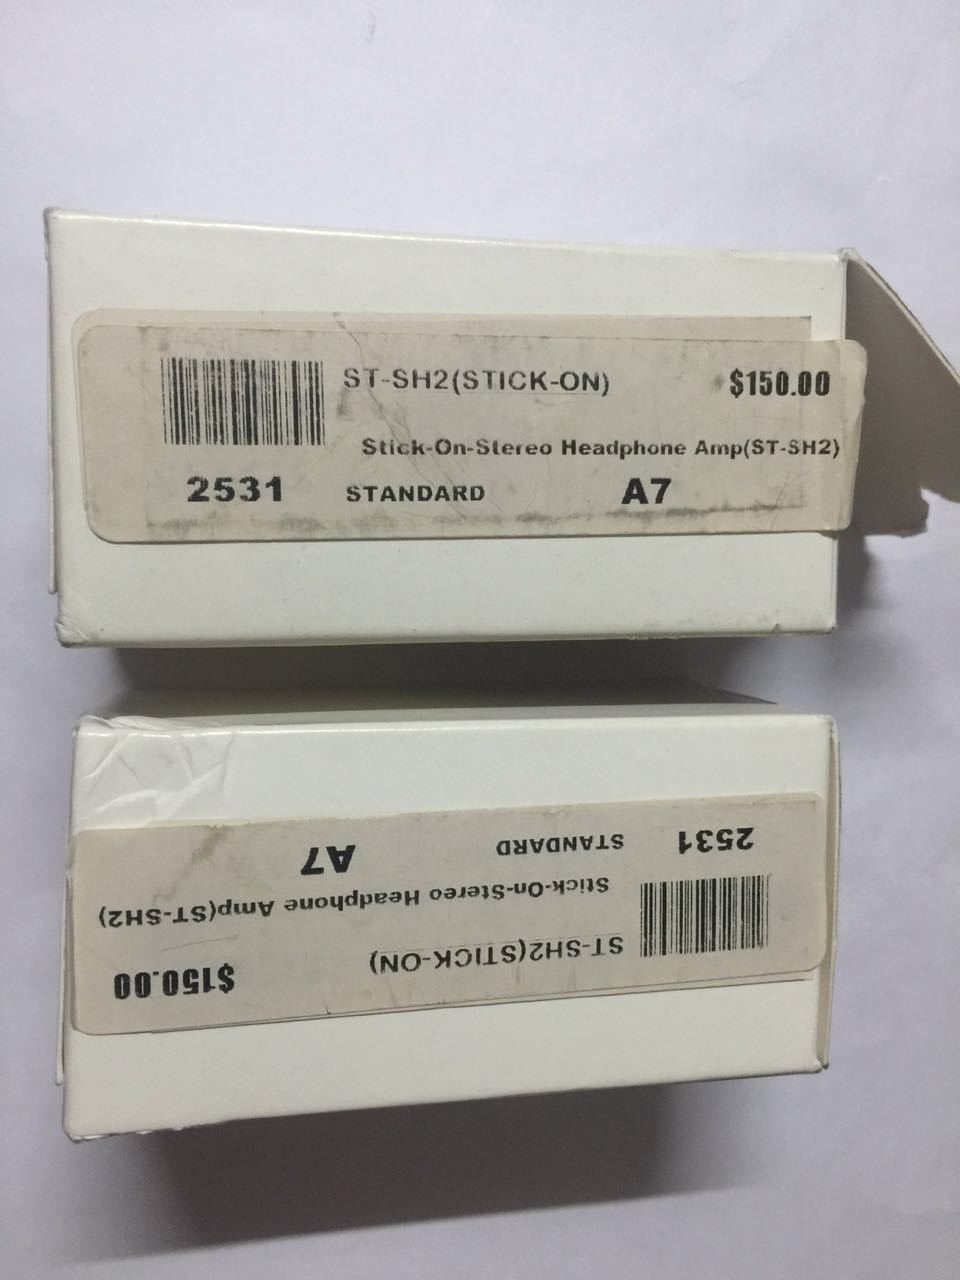 ST-SH2(STICK-ON) $150.00
Stick-On-Stereo Headphone Amp(ST-SH2)
2531 STANDARD A7
ST-SH2(STICK-ON) $150.00
Stick-On-Stereo Headphone Amp(ST-SH2)
2531 STANDARD A7